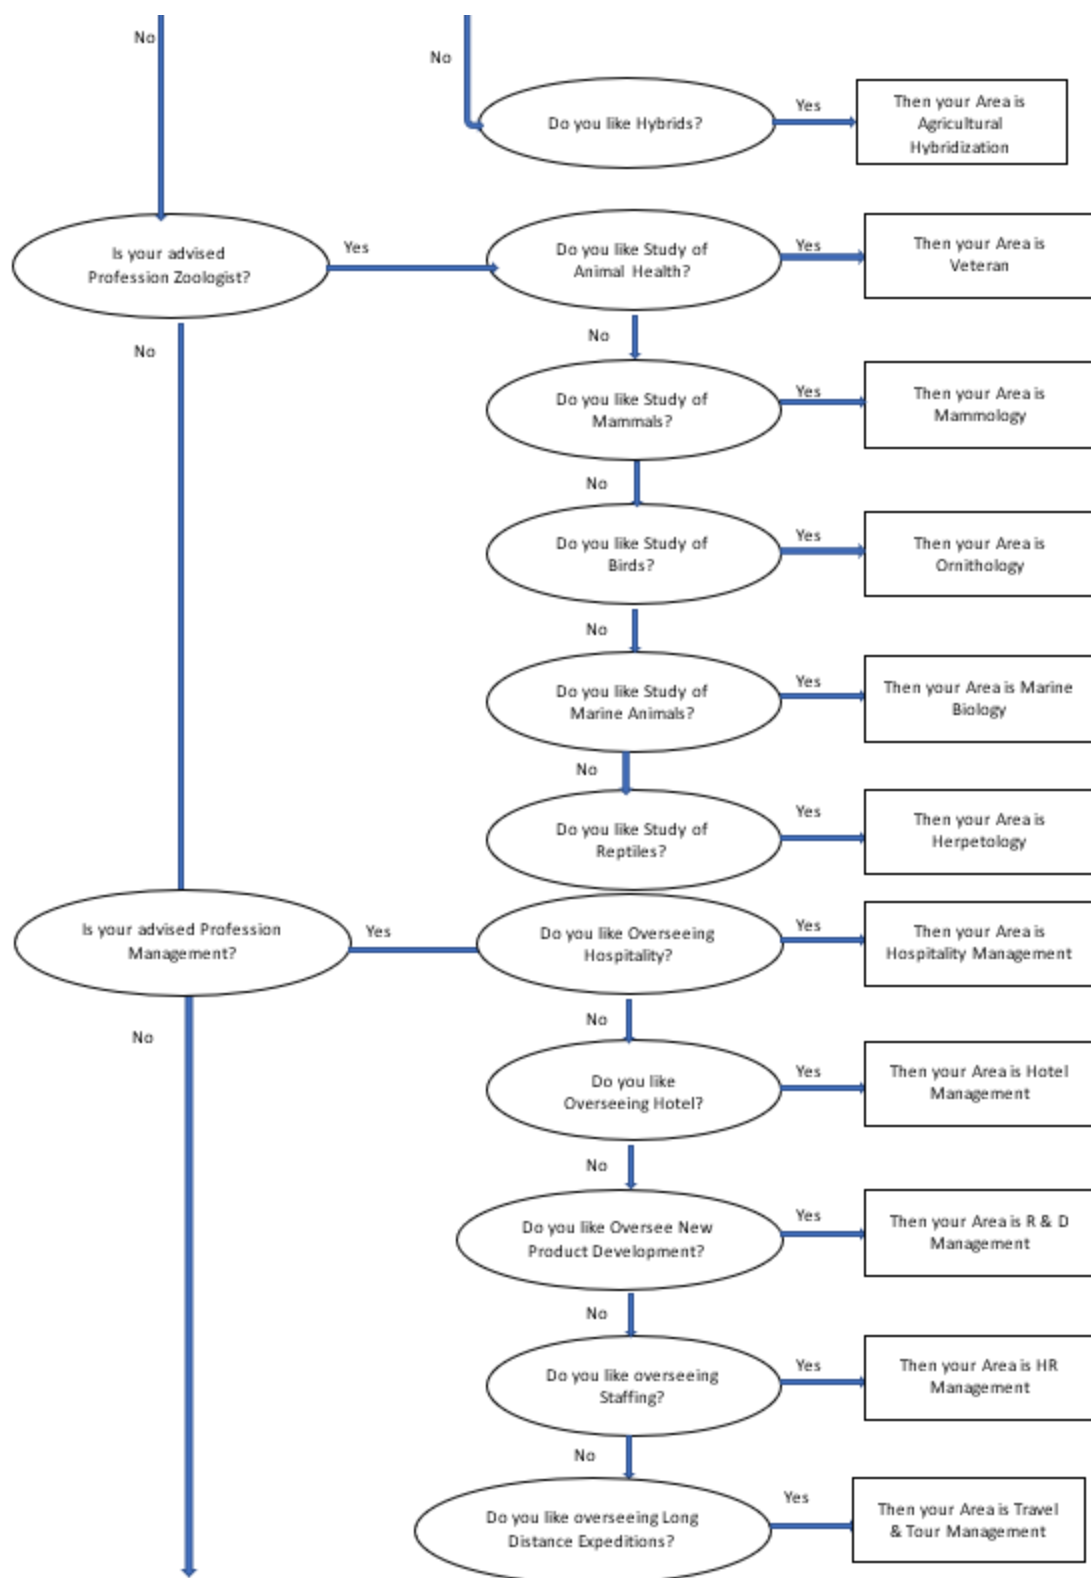 No
No
Do you like Hybrids?
Yes
Then your Area is
Agricultural
Hybridization
Is your advised
Profession Zoologist?
Yes
Do you like Study of
Animal Health?
Yes
Then your Area is
Veteran
No
No
Do you like Study of
Mammals?
Yes
Then your Area is
Mammology
No
Do you like Study of
Birds?
Yes
Then your Area is
Ornithology
No
Do you like Study of
Marine Animals?
Yes
Then your Area is Marine
Biology
No
Do you like Study of
Reptiles?
Yes
Then your Area is
Herpetology
Is your advised Profession
Management?
Yes
Do you like Overseeing
Hospitality?
Yes
Then your Area is
Hospitality Management
No
No
Do you like
Overseeing Hotel?
Yes
Then your Area is Hotel
Management
No
Do you like Oversee New
Product Development?
Yes
Then your Area is R & D
Management
No
Do you like overseeing
Staffing?
Yes
Then your Area is HR
Management
No
Do you like overseeing Long
Distance Expeditions?
Yes
Then your Area is Travel
& Tour Management